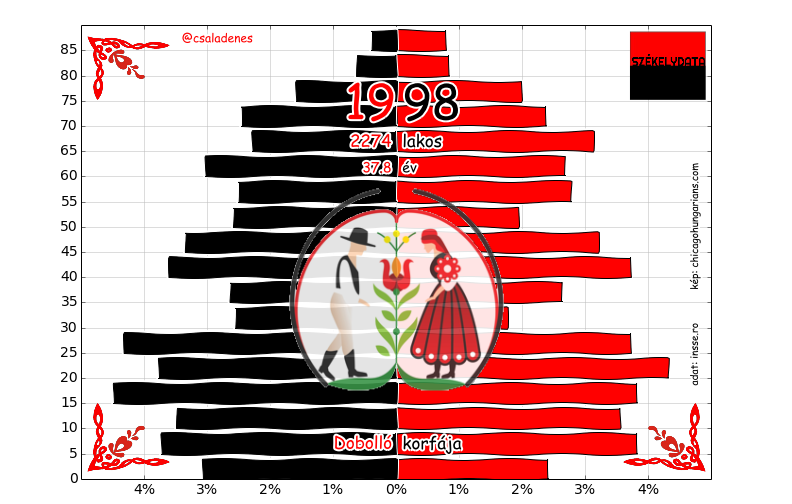 @csaladenes
SZÉKELYDATA
1998
2274 lakos
37.8 év
kép: chicagohungarians.com
adat: insse.ro
Dobolló korfája
85
80
75
70
65
60
55
50
45
40
35
30
25
20
15
10
5
0
4% 3% 2% 1% 0% 1% 2% 3% 4%